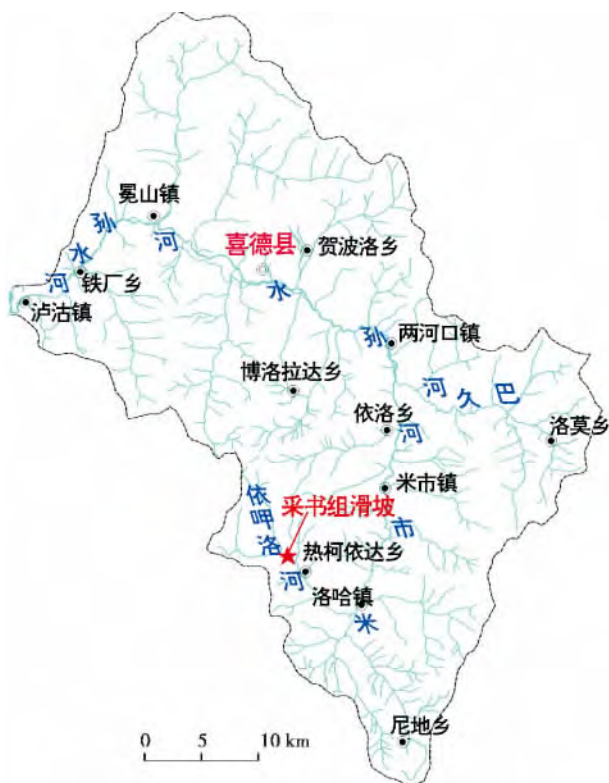 冕山镇
孙水河
河
喜德县
贺波洛乡
铁厂乡
泸沽镇
水
孙
两河口镇
博洛拉达乡
河久巴
依洛乡
河
洛莫乡
米市镇
依呷洛河
采书组滑坡
市
热柯依达乡
洛哈镇
米
尼地乡
0 5 10 km